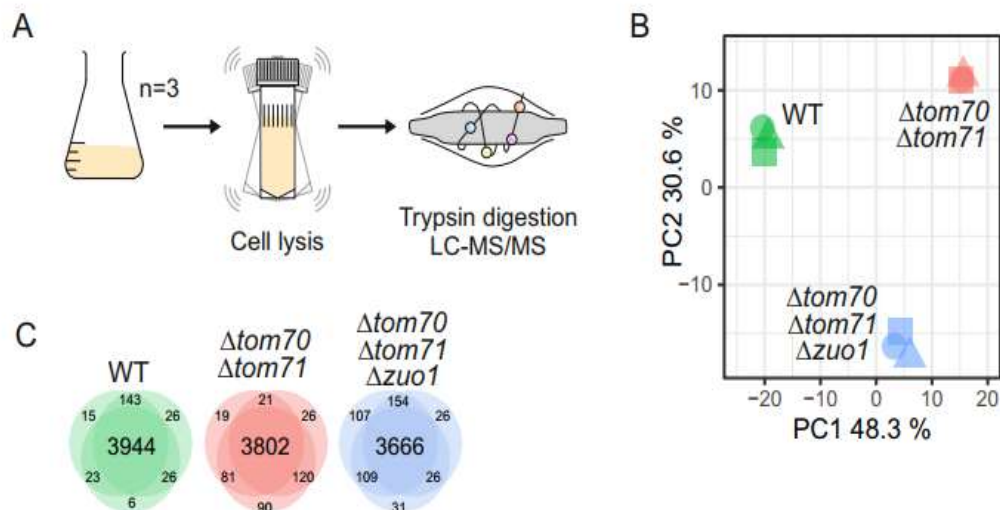 A
n=3
Cell lysis
Trypsin digestion
LC-MS/MS
B
10
0
−10
PC2 30.6 %
WT
Δtom70
Δtom71
Δtom70
Δtom71
Δzuo1
−20
−10
0
10
20
PC1 48.3 %
C
WT
143
15
26
3944
23
26
6
Δtom70
Δtom71
21
19
26
3802
81
120
90
Δtom70
Δtom71
Δzuo1
154
107
26
3666
109
26
31